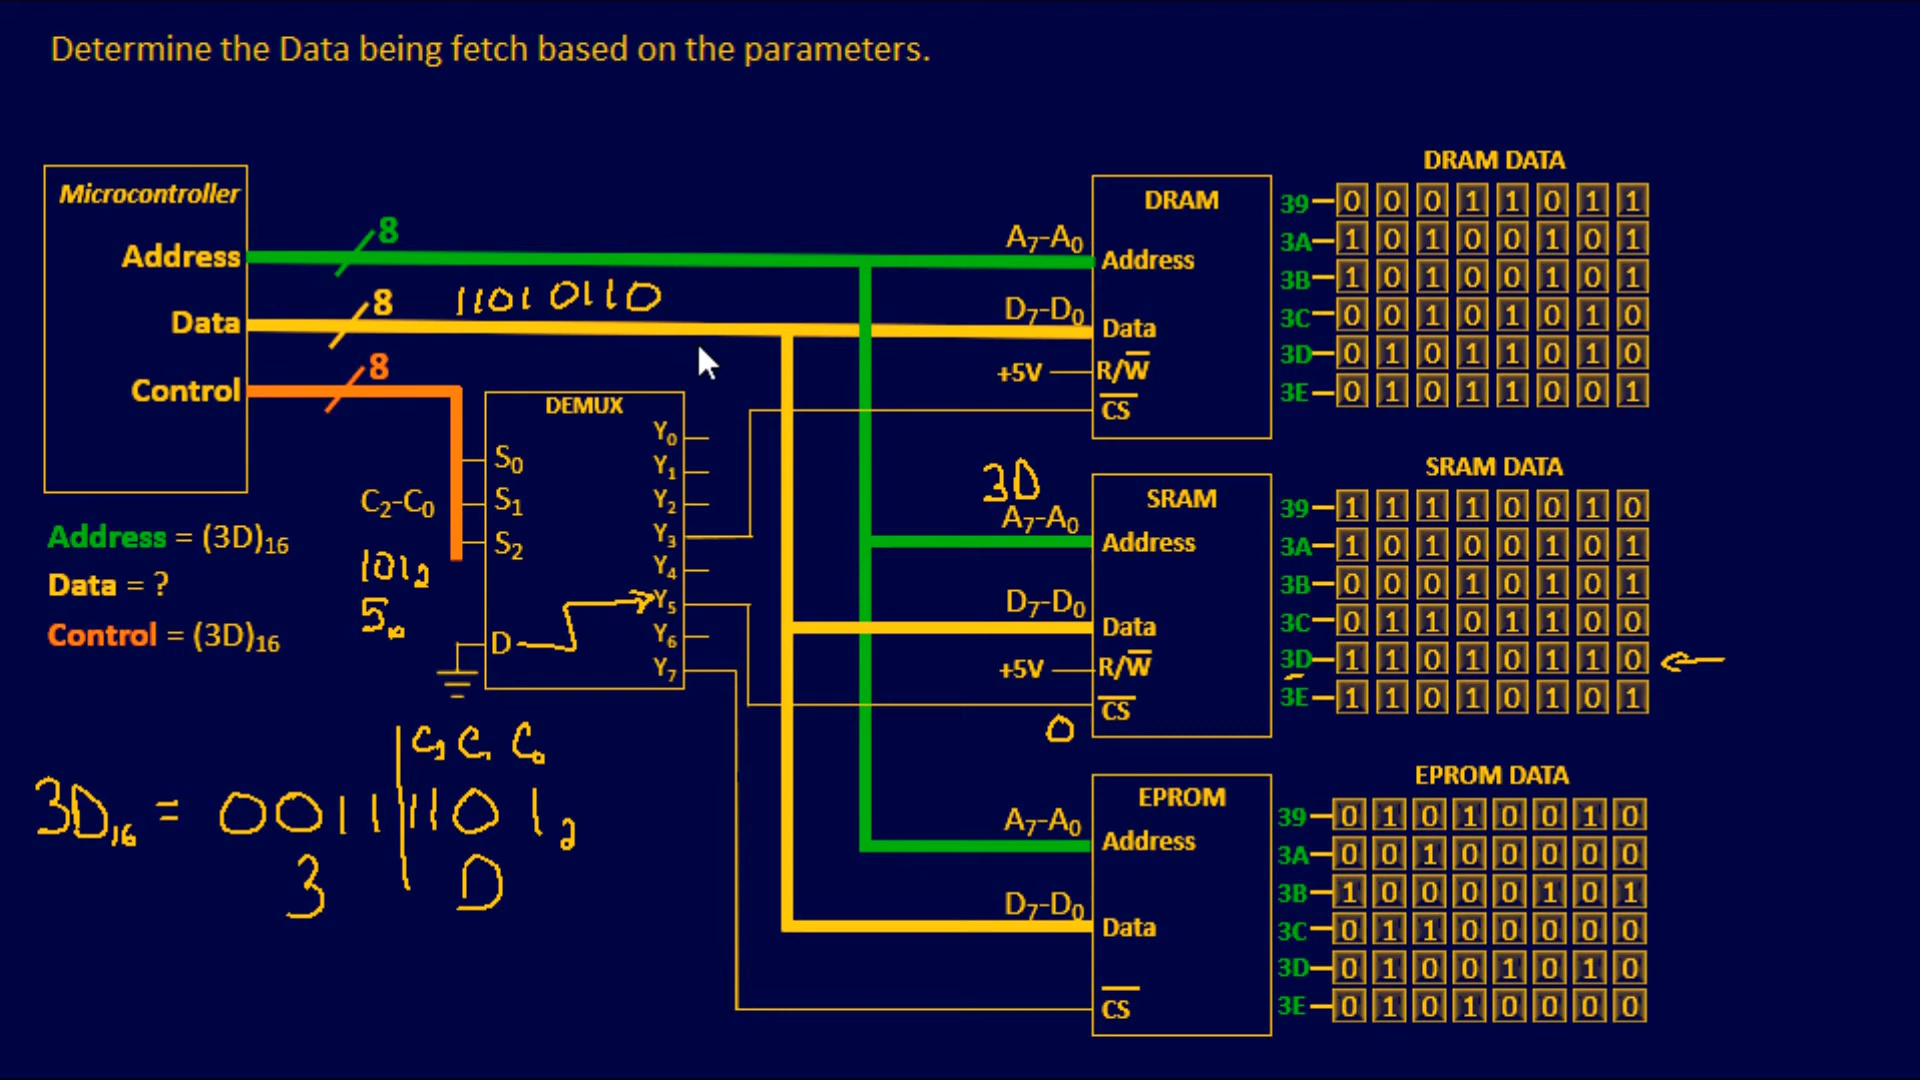 Determine the Data being fetch based on the parameters.
Microcontroller
Address
8
Data
8
11010110
Control
8
Address = (3D)16
Data = ?
Control = (3D)16
C2-C0
101₂
5₁₀
DEMUX
S0
S1
S2
D
Y0
Y1
Y2
Y3
Y4
Y5
Y6
Y7
C₂ C₁ C₀
3D₁₆ = 0011 1101₂
3 D
DRAM
A7-A0
Address
D7-D0
Data
+5V
R/W̅
C̅S̅
3D
SRAM
A7-A0
Address
D7-D0
Data
+5V
R/W̅
C̅S̅
0
EPROM
A7-A0
Address
D7-D0
Data
C̅S̅
DRAM DATA
39 0 0 0 1 1 0 1 1
3A 1 0 1 0 0 1 0 1
3B 1 0 1 0 0 1 0 1
3C 0 0 1 0 1 0 1 0
3D 0 1 0 1 1 0 1 0
3E 0 1 0 1 1 0 0 1
SRAM DATA
39 1 1 1 1 0 0 1 0
3A 1 0 1 0 0 1 0 1
3B 0 0 0 1 0 1 0 1
3C 0 1 1 0 1 1 0 0
3D 1 1 0 1 0 1 1 0
3E 1 1 0 1 0 1 0 1
EPROM DATA
39 0 1 0 1 0 0 1 0
3A 0 0 1 0 0 0 0 0
3B 1 0 0 0 0 1 0 1
3C 0 1 1 0 0 0 0 0
3D 0 1 0 0 1 0 1 0
3E 0 1 0 1 0 0 0 0